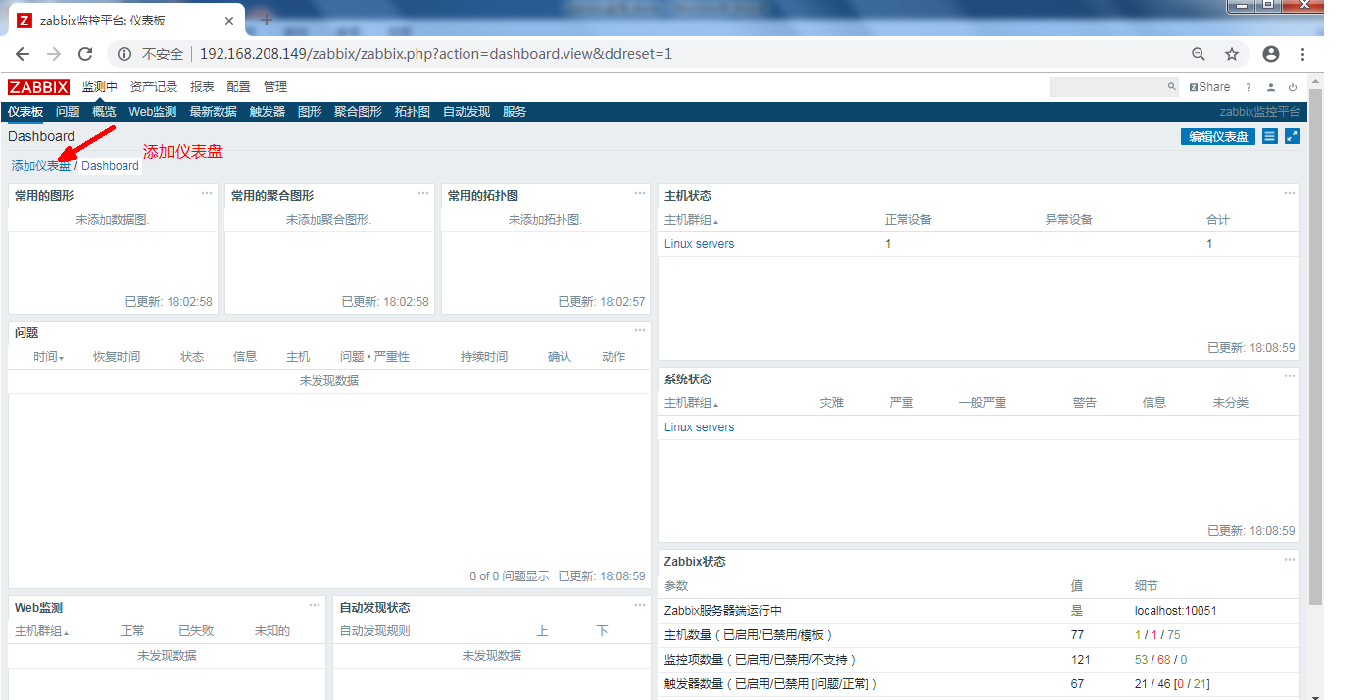 zabbix监控平台: 仪表板
不安全 192.168.208.149/zabbix/zabbix.php?action=dashboard.view&ddreset=1
ZABBIX 监测中 资产记录 报表 配置 管理 Share ?
仪表板 问题 概览 Web监测 最新数据 触发器 图形 聚合图形 拓扑图 自动发现 服务 zabbix监控平台
Dashboard 编辑仪表盘
添加仪表盘 / Dashboard 添加仪表盘
常用的图形 ···
未添加数据图.
已更新: 18:02:58
常用的聚合图形 ···
未添加聚合图形.
已更新: 18:02:58
常用的拓扑图 ···
未添加拓扑图.
已更新: 18:02:57
主机状态 ···
主机群组 正常设备 异常设备 合计
Linux servers 1 1
已更新: 18:08:59
问题 ···
时间 恢复时间 状态 信息 主机 问题 · 严重性 持续时间 确认 动作
未发现数据
0 of 0 问题显示 已更新: 18:08:59
系统状态 ···
主机群组 灾难 严重 一般严重 警告 信息 未分类
Linux servers
已更新: 18:08:59
Web监测 ···
主机群组 正常 已失败 未知的
未发现数据
自动发现状态 ···
自动发现规则 上 下
未发现数据
Zabbix状态 ···
参数 值 细节
Zabbix服务器端运行中 是 localhost:10051
主机数量 ( 已启用/已禁用/模板 ) 77 1 / 1 / 75
监控项数量 ( 已启用/已禁用/不支持 ) 121 53 / 68 / 0
触发器数量 ( 已启用/已禁用 [问题/正常] ) 67 21 / 46 [0 / 21]